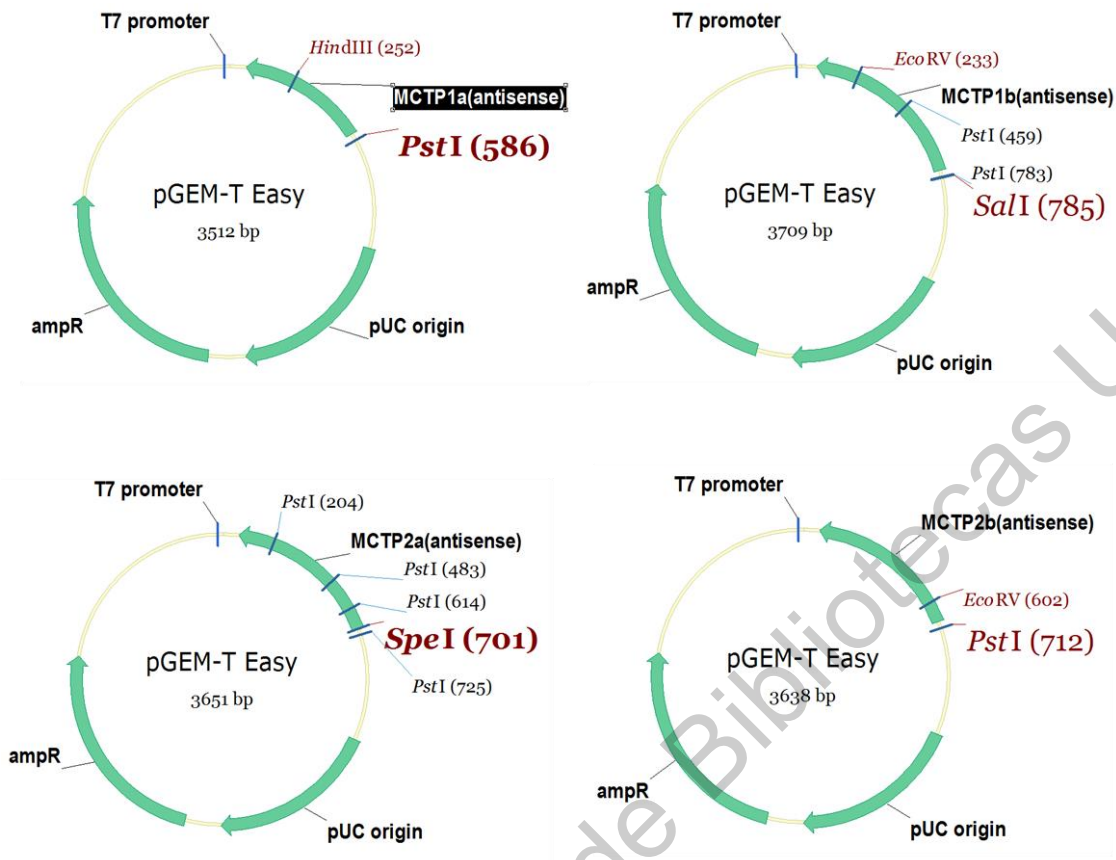 T7 promoter
HindIII (252)
MCTP1a(antisense)
PstI (586)
pGEM-T Easy
3512 bp
ampR
pUC origin
T7 promoter
EcoRV (233)
MCTP1b(antisense)
PstI (459)
PstI (783)
SalI (785)
pGEM-T Easy
3709 bp
ampR
pUC origin
T7 promoter
PstI (204)
MCTP2a(antisense)
PstI (483)
PstI (614)
SpeI (701)
pGEM-T Easy
PstI (725)
3651 bp
ampR
pUC origin
T7 promoter
MCTP2b(antisense)
EcoRV (602)
PstI (712)
pGEM-T Easy
3638 bp
ampR
pUC origin
de Bibliotecas U